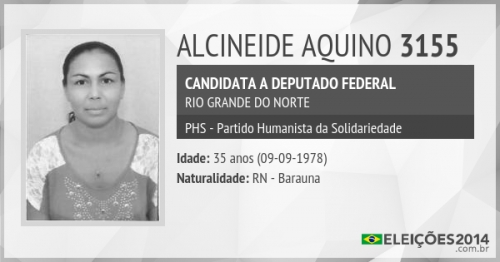 ALCINEIDE AQUINO 3155
CANDIDATA A DEPUTADO FEDERAL
RIO GRANDE DO NORTE
PHS - Partido Humanista da Solidariedade
Idade: 35 anos (09-09-1978)
Naturalidade: RN - Barauna
ELEIÇÕES2014
.com.br